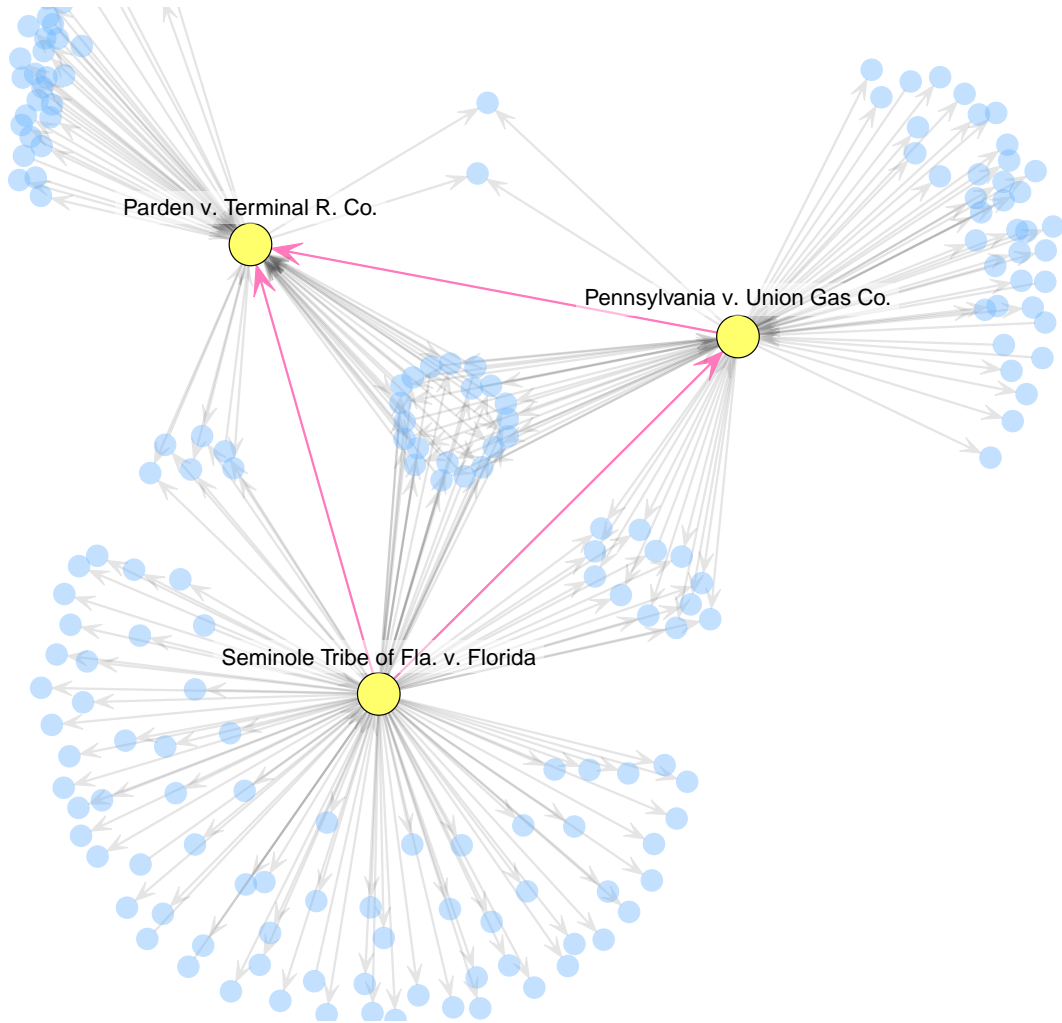 Parden v. Terminal R. Co.
Pennsylvania v. Union Gas Co.
Seminole Tribe of Fla. v. Florida